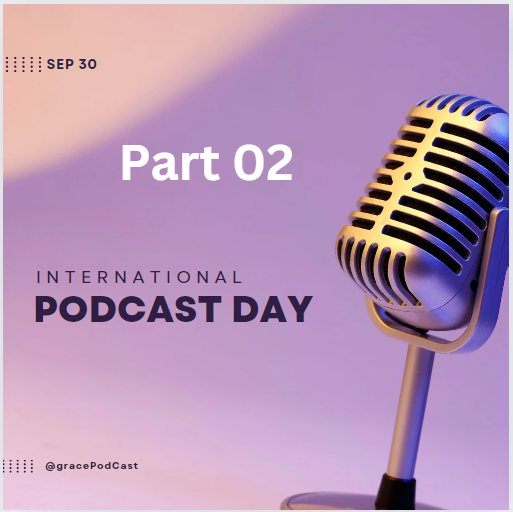 SEP 30
Part 02
INTERNATIONAL
PODCAST DAY
@gracePodCast